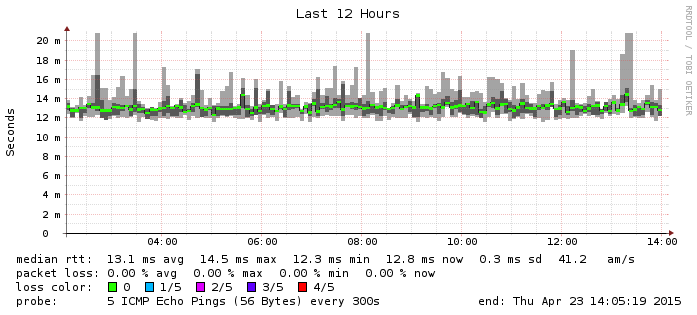 Last 12 Hours
RRDTOOL / TOBI OETIKER
Seconds
20 m
18 m
16 m
14 m
12 m
10 m
8 m
6 m
4 m
2 m
0
04:00 06:00 08:00 10:00 12:00 14:00
median rtt: 13.1 ms avg 14.5 ms max 12.3 ms min 12.8 ms now 0.3 ms sd 41.2 am/s
packet loss: 0.00 % avg 0.00 % max 0.00 % min 0.00 % now
loss color: 0 1/5 2/5 3/5 4/5
probe: 5 ICMP Echo Pings (56 Bytes) every 300s end: Thu Apr 23 14:05:19 2015